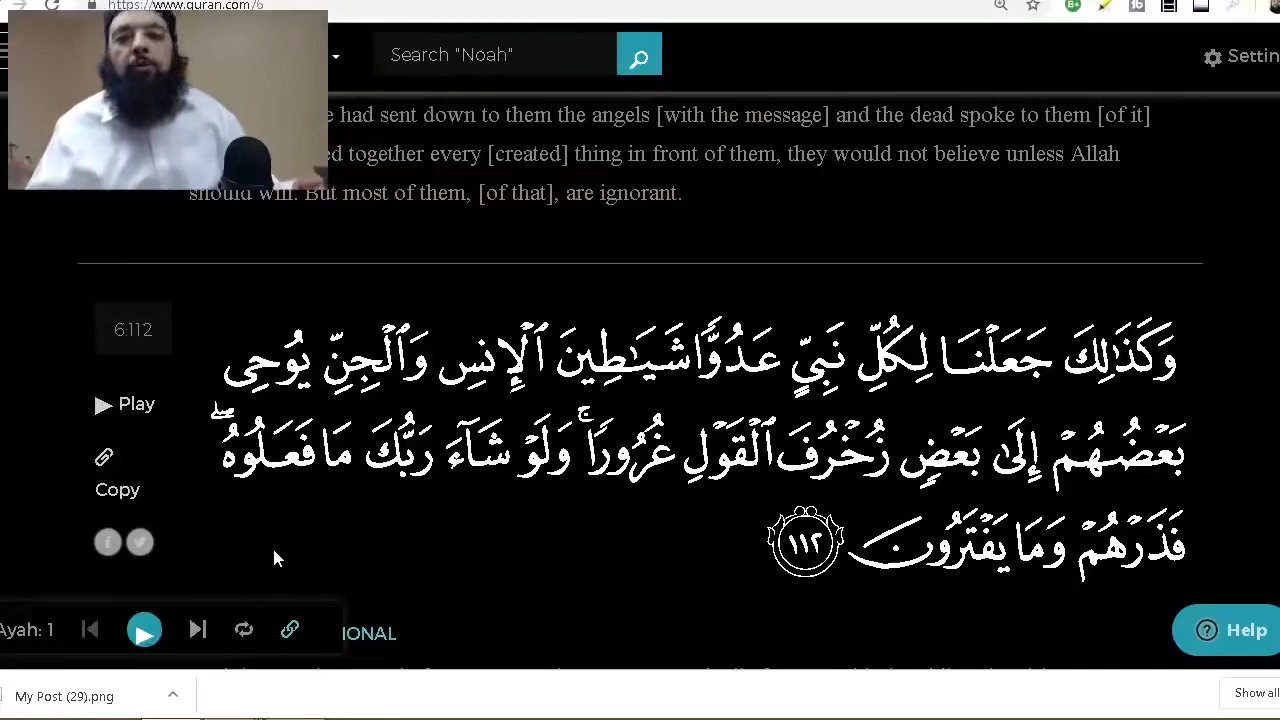 https://www.quran.com/6
Search "Noah"
Settin
e had sent down to them the angels [with the message] and the dead spoke to them [of it]
ed together every [created] thing in front of them, they would not believe unless Allah
should will. But most of them, [of that], are ignorant.
6:112
وَكَذَٰلِكَ جَعَلْنَا لِكُلِّ نَبِىٍّ عَدُوًّا شَيَـٰطِينَ ٱلْإِنسِ وَٱلْجِنِّ يُوحِى
Play
بَعْضُهُمْ إِلَىٰ بَعْضٍ زُخْرُفَ ٱلْقَوْلِ غُرُورًا ۚ وَلَوْ شَآءَ رَبُّكَ مَا فَعَلُوهُ ۖ
Copy
فَذَرْهُمْ وَمَا يَفْتَرُونَ ١١٢
Ayah: 1
IONAL
Help
My Post (29).png
Show all